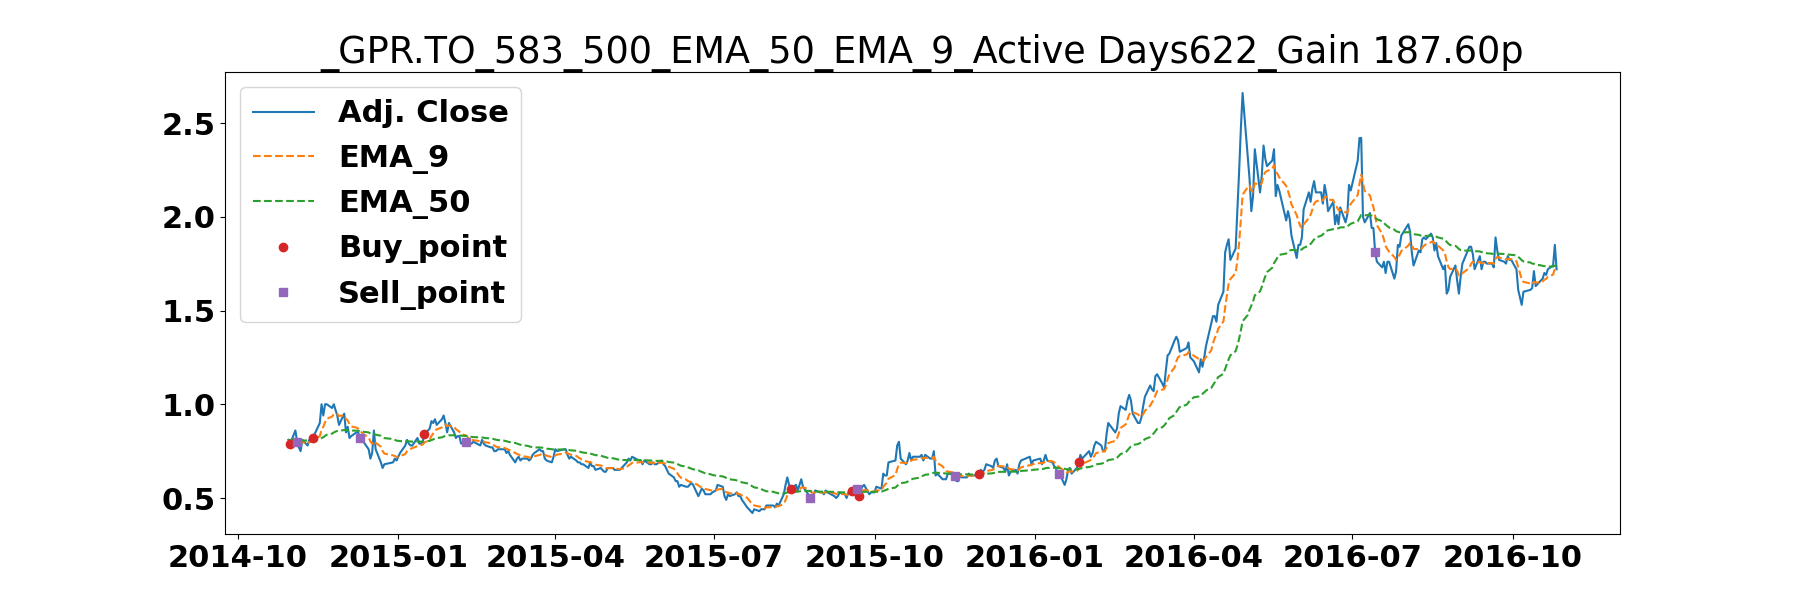 _GPR.TO_583_500_EMA_50_EMA_9_Active Days622_Gain 187.60p
Adj. Close
EMA_9
EMA_50
Buy_point
Sell_point
2.5
2.0
1.5
1.0
0.5
2014-10 2015-01 2015-04 2015-07 2015-10 2016-01 2016-04 2016-07 2016-10